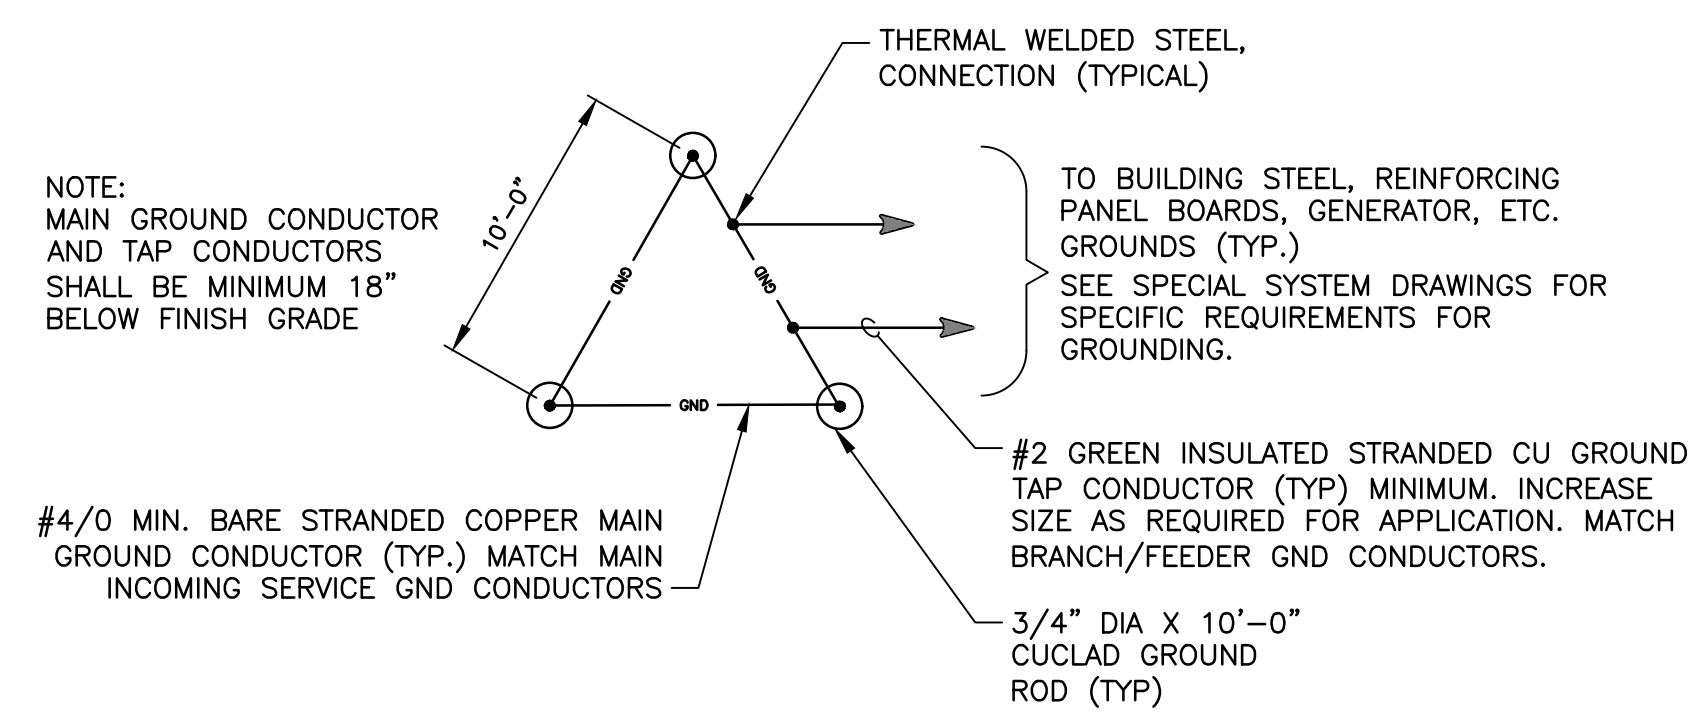 THERMAL WELDED STEEL,
CONNECTION (TYPICAL)
NOTE:
MAIN GROUND CONDUCTOR
AND TAP CONDUCTORS
SHALL BE MINIMUM 18"
BELOW FINISH GRADE
10'-0"
GND
GND
GND
TO BUILDING STEEL, REINFORCING
PANEL BOARDS, GENERATOR, ETC.
GROUNDS (TYP.)
SEE SPECIAL SYSTEM DRAWINGS FOR
SPECIFIC REQUIREMENTS FOR
GROUNDING.
#2 GREEN INSULATED STRANDED CU GROUND
TAP CONDUCTOR (TYP) MINIMUM. INCREASE
SIZE AS REQUIRED FOR APPLICATION. MATCH
BRANCH/FEEDER GND CONDUCTORS.
#4/0 MIN. BARE STRANDED COPPER MAIN
GROUND CONDUCTOR (TYP.) MATCH MAIN
INCOMING SERVICE GND CONDUCTORS
3/4" DIA X 10'-0"
CUCLAD GROUND
ROD (TYP)